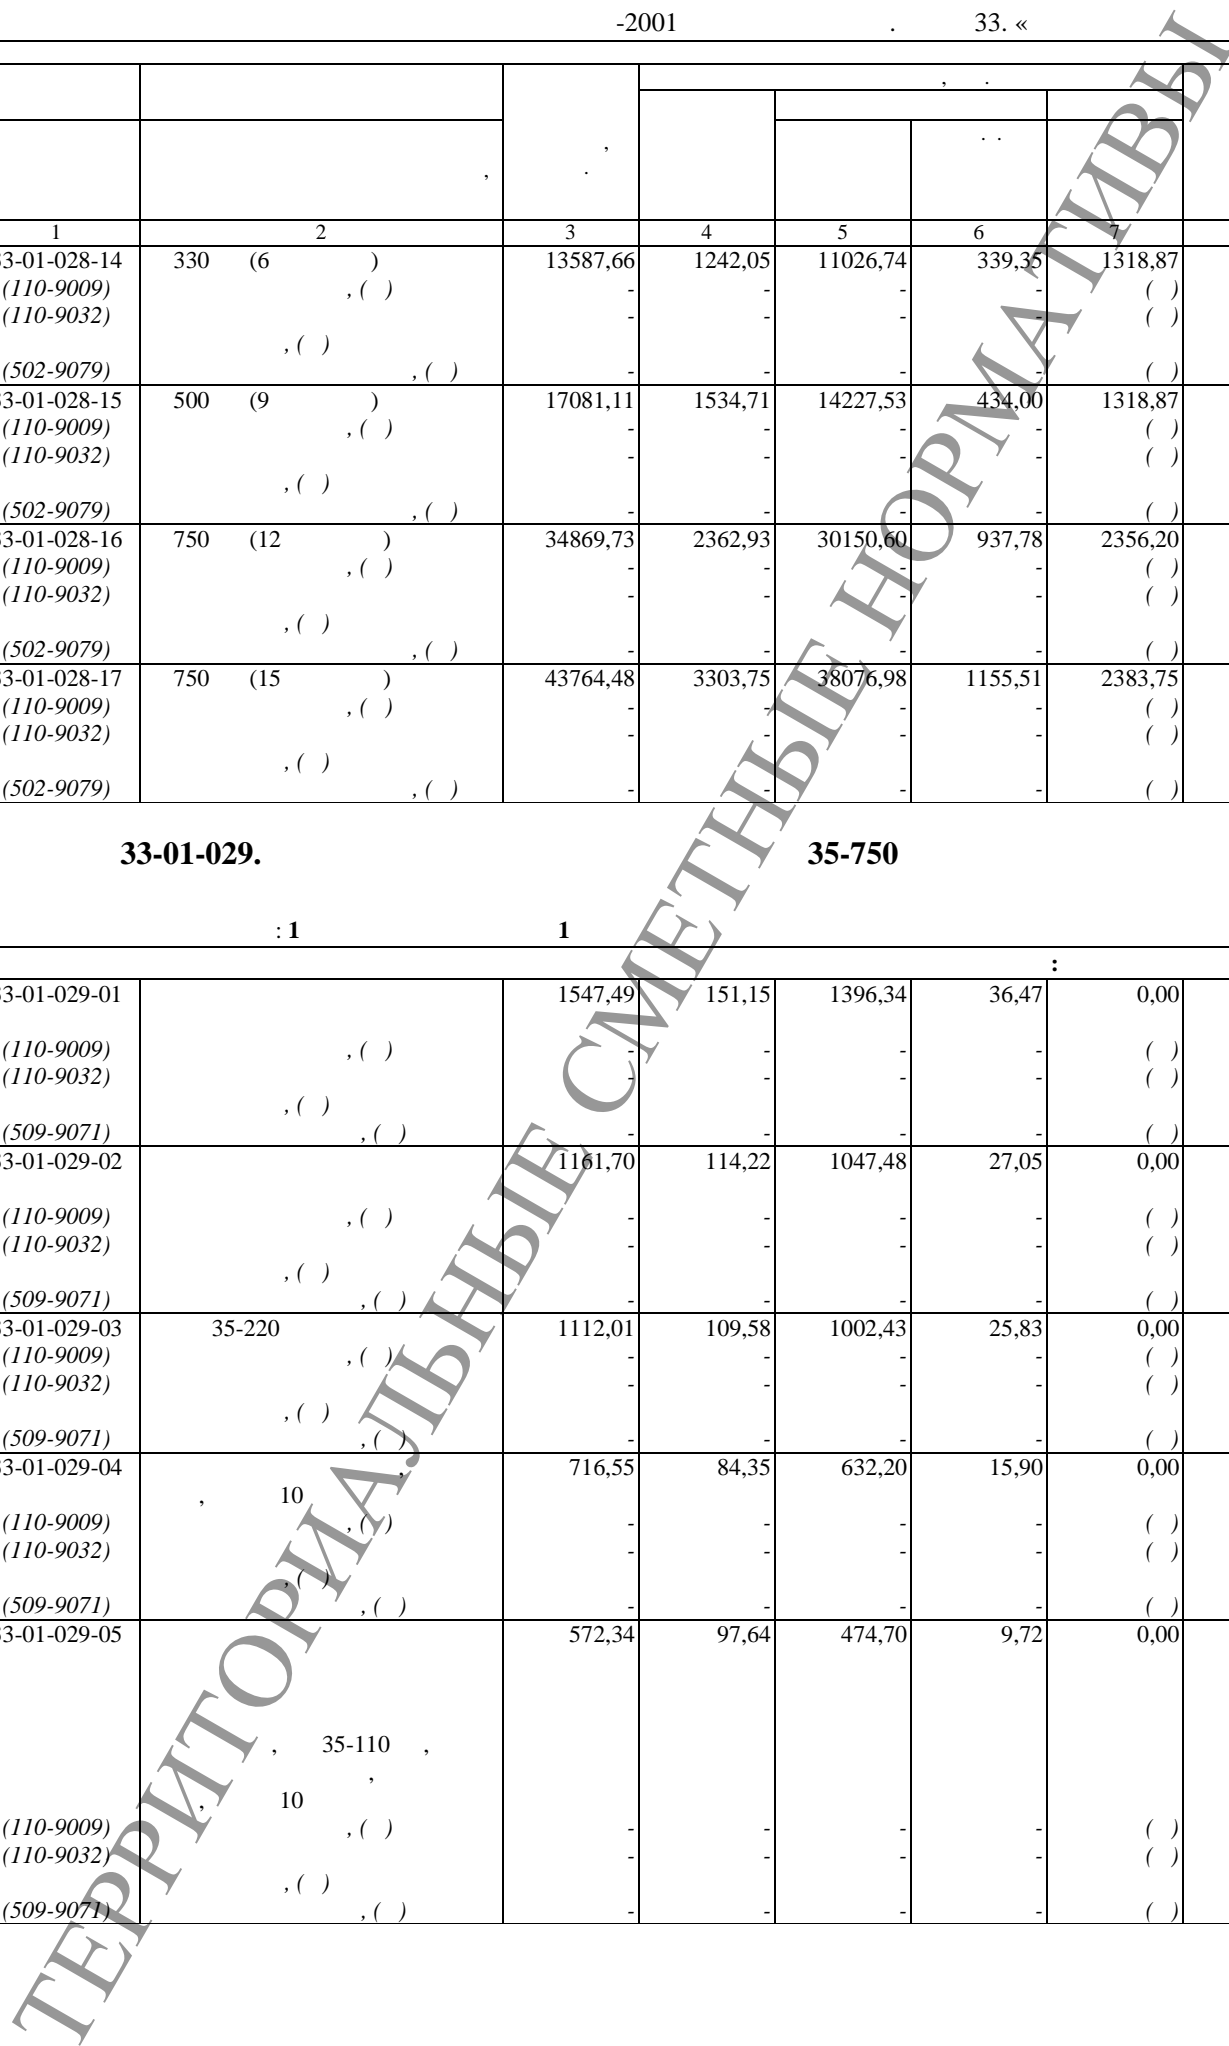 -2001 . 33. «
, .
. .
,
, .
1 2 3 4 5 6 7
3-01-028-14 330 (6 ) 13587,66 1242,05 11026,74 339,35 1318,87
(110-9009) , ( ) - - - - ( )
(110-9032) - - - - ( )
, ( )
(502-9079) , ( ) - - - - ( )
3-01-028-15 500 (9 ) 17081,11 1534,71 14227,53 434,00 1318,87
(110-9009) , ( ) - - - - ( )
(110-9032) - - - - ( )
, ( )
(502-9079) , ( ) - - - - ( )
3-01-028-16 750 (12 ) 34869,73 2362,93 30150,60 937,78 2356,20
(110-9009) , ( ) - - - - ( )
(110-9032) - - - - ( )
, ( )
(502-9079) , ( ) - - - - ( )
3-01-028-17 750 (15 ) 43764,48 3303,75 38076,98 1155,51 2383,75
(110-9009) , ( ) - - - - ( )
(110-9032) - - - - ( )
, ( )
(502-9079) , ( ) - - - - ( )
33-01-029. 35-750
: 1 1
:
3-01-029-01 1547,49 151,15 1396,34 36,47 0,00
(110-9009) , ( ) - - - - ( )
(110-9032) - - - - ( )
, ( )
(509-9071) , ( ) - - - - ( )
3-01-029-02 1161,70 114,22 1047,48 27,05 0,00
(110-9009) , ( ) - - - - ( )
(110-9032) - - - - ( )
, ( )
(509-9071) , ( ) - - - - ( )
3-01-029-03 35-220 1112,01 109,58 1002,43 25,83 0,00
(110-9009) , ( ) - - - - ( )
(110-9032) - - - - ( )
, ( )
(509-9071) , ( ) - - - - ( )
3-01-029-04 , 716,55 84,35 632,20 15,90 0,00
, 10
(110-9009) , ( ) - - - - ( )
(110-9032) - - - - ( )
, ( )
(509-9071) , ( ) - - - - ( )
3-01-029-05 572,34 97,64 474,70 9,72 0,00
, 35-110 ,
,
, 10
(110-9009) , ( ) - - - - ( )
(110-9032) - - - - ( )
, ( )
(509-9071) , ( ) - - - - ( )
ТЕРРИТОРИАЛЬНЫЕ СМЕТНЫЕ НОРМАТИВЫ